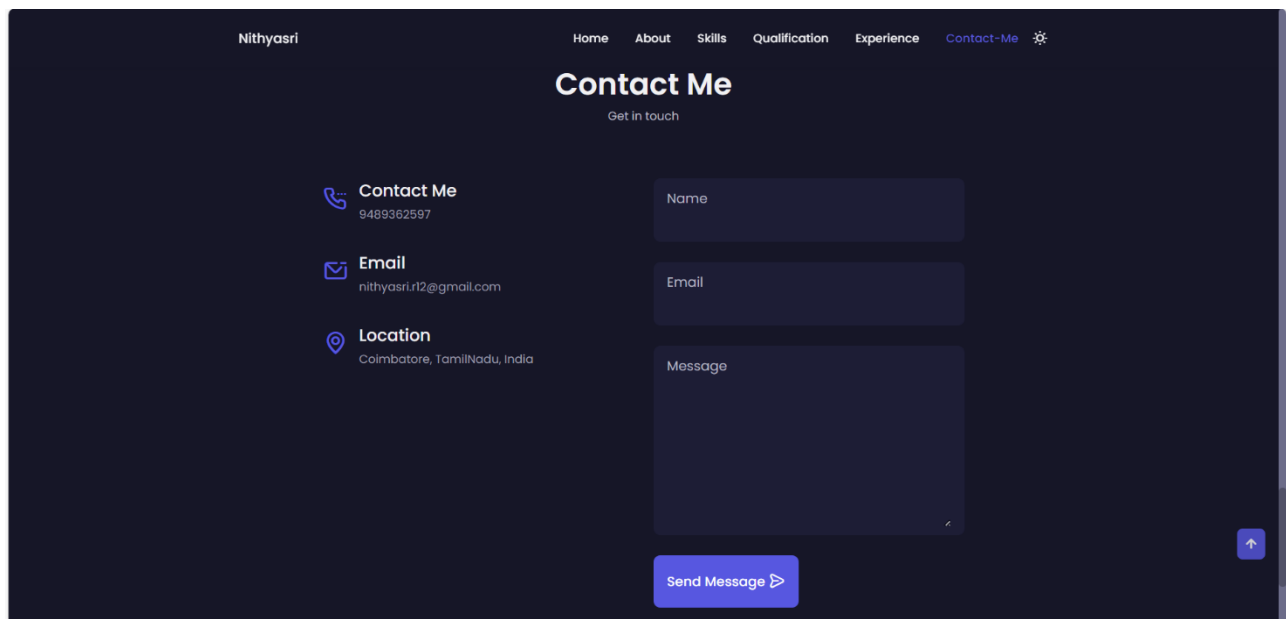 Nithyasri
Home About Skills Qualification Experience Contact-Me
Contact Me
Get in touch
Contact Me
9489362597
Email
nithyasri.r12@gmail.com
Location
Coimbatore, TamilNadu, India
Name
Email
Message
Send Message